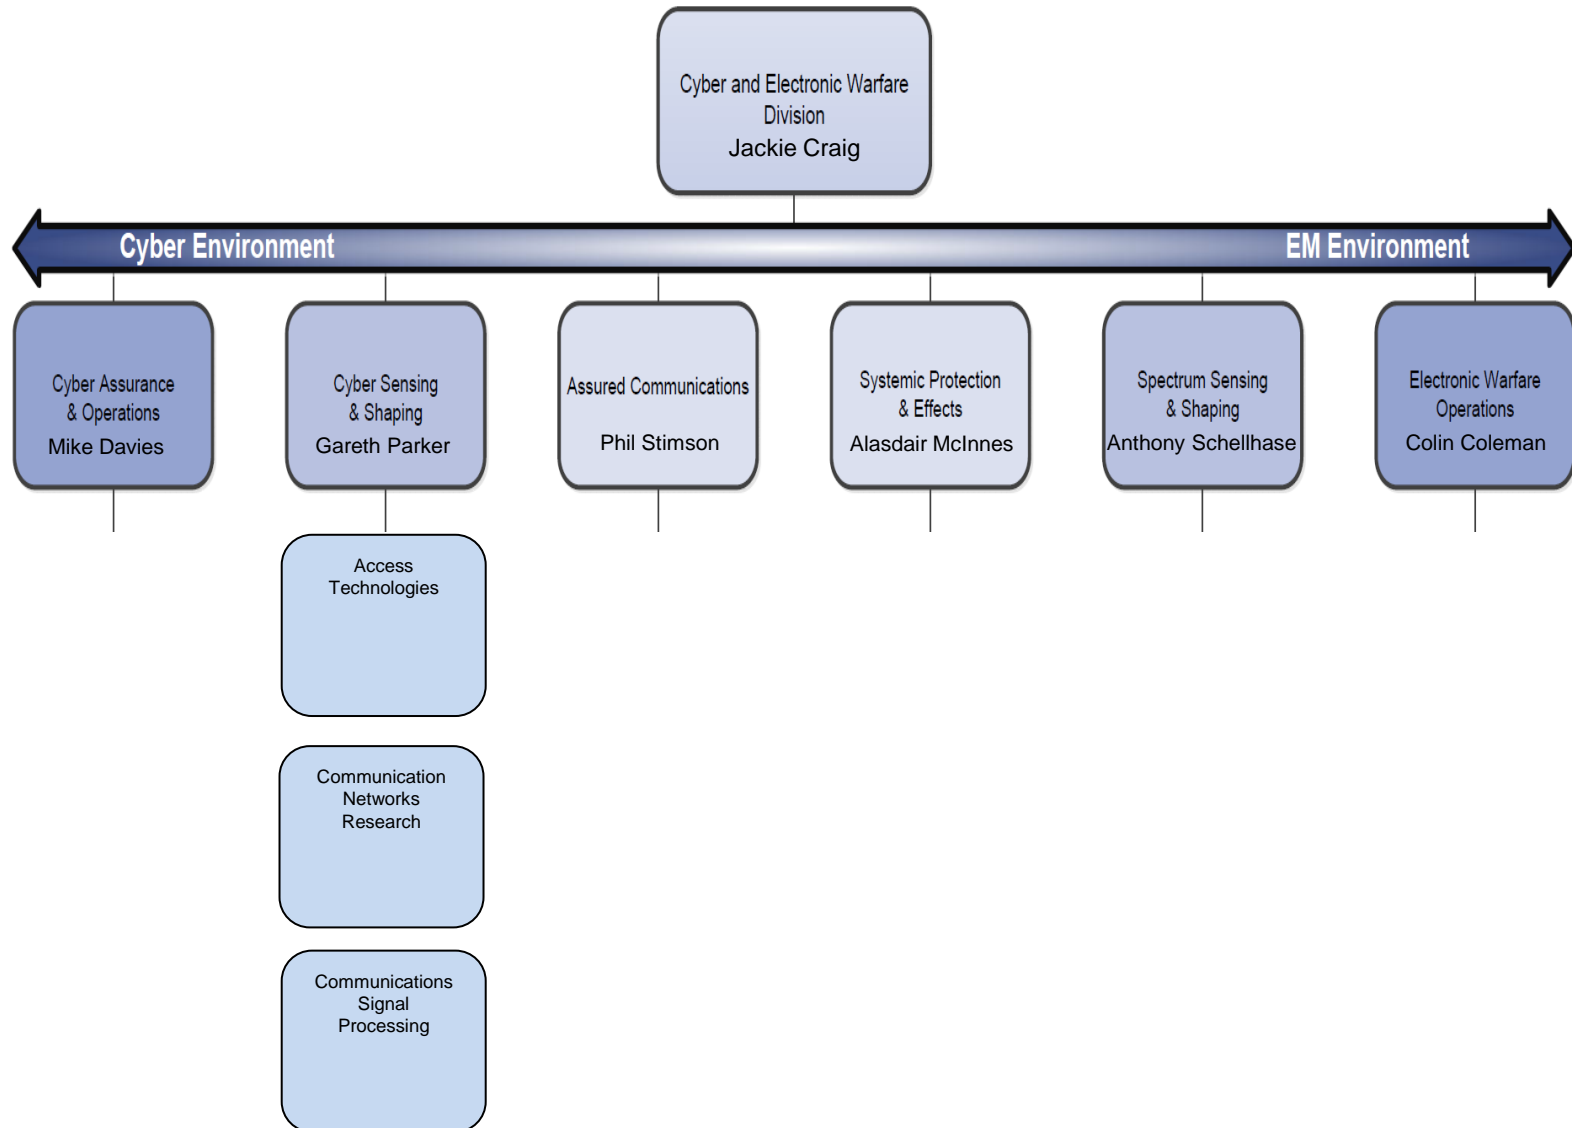 Cyber and Electronic Warfare
Division
Jackie Craig
Cyber Environment
EM Environment
Cyber Assurance
& Operations
Mike Davies
Cyber Sensing
& Shaping
Gareth Parker
Assured Communications
Phil Stimson
Systemic Protection
& Effects
Alasdair McInnes
Spectrum Sensing
& Shaping
Anthony Schellhase
Electronic Warfare
Operations
Colin Coleman
Access
Technologies
Communication
Networks
Research
Communications
Signal
Processing